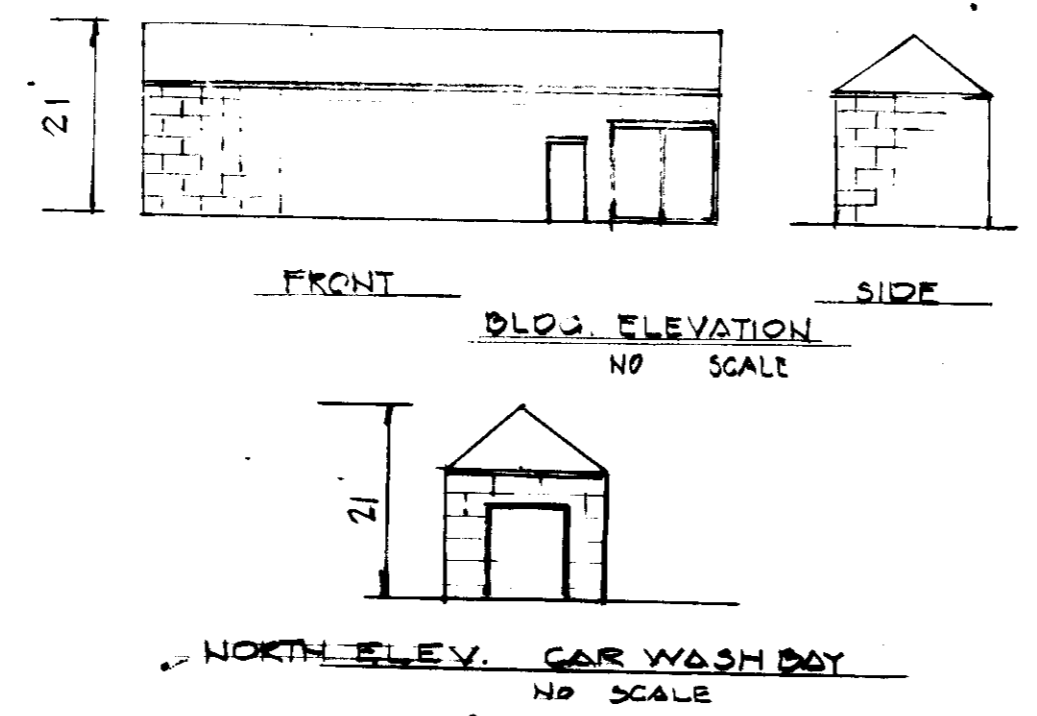 21
FRONT
SIDE
BLDG. ELEVATION
NO SCALE
21
NORTH ELEV. CAR WASH BAY
NO SCALE